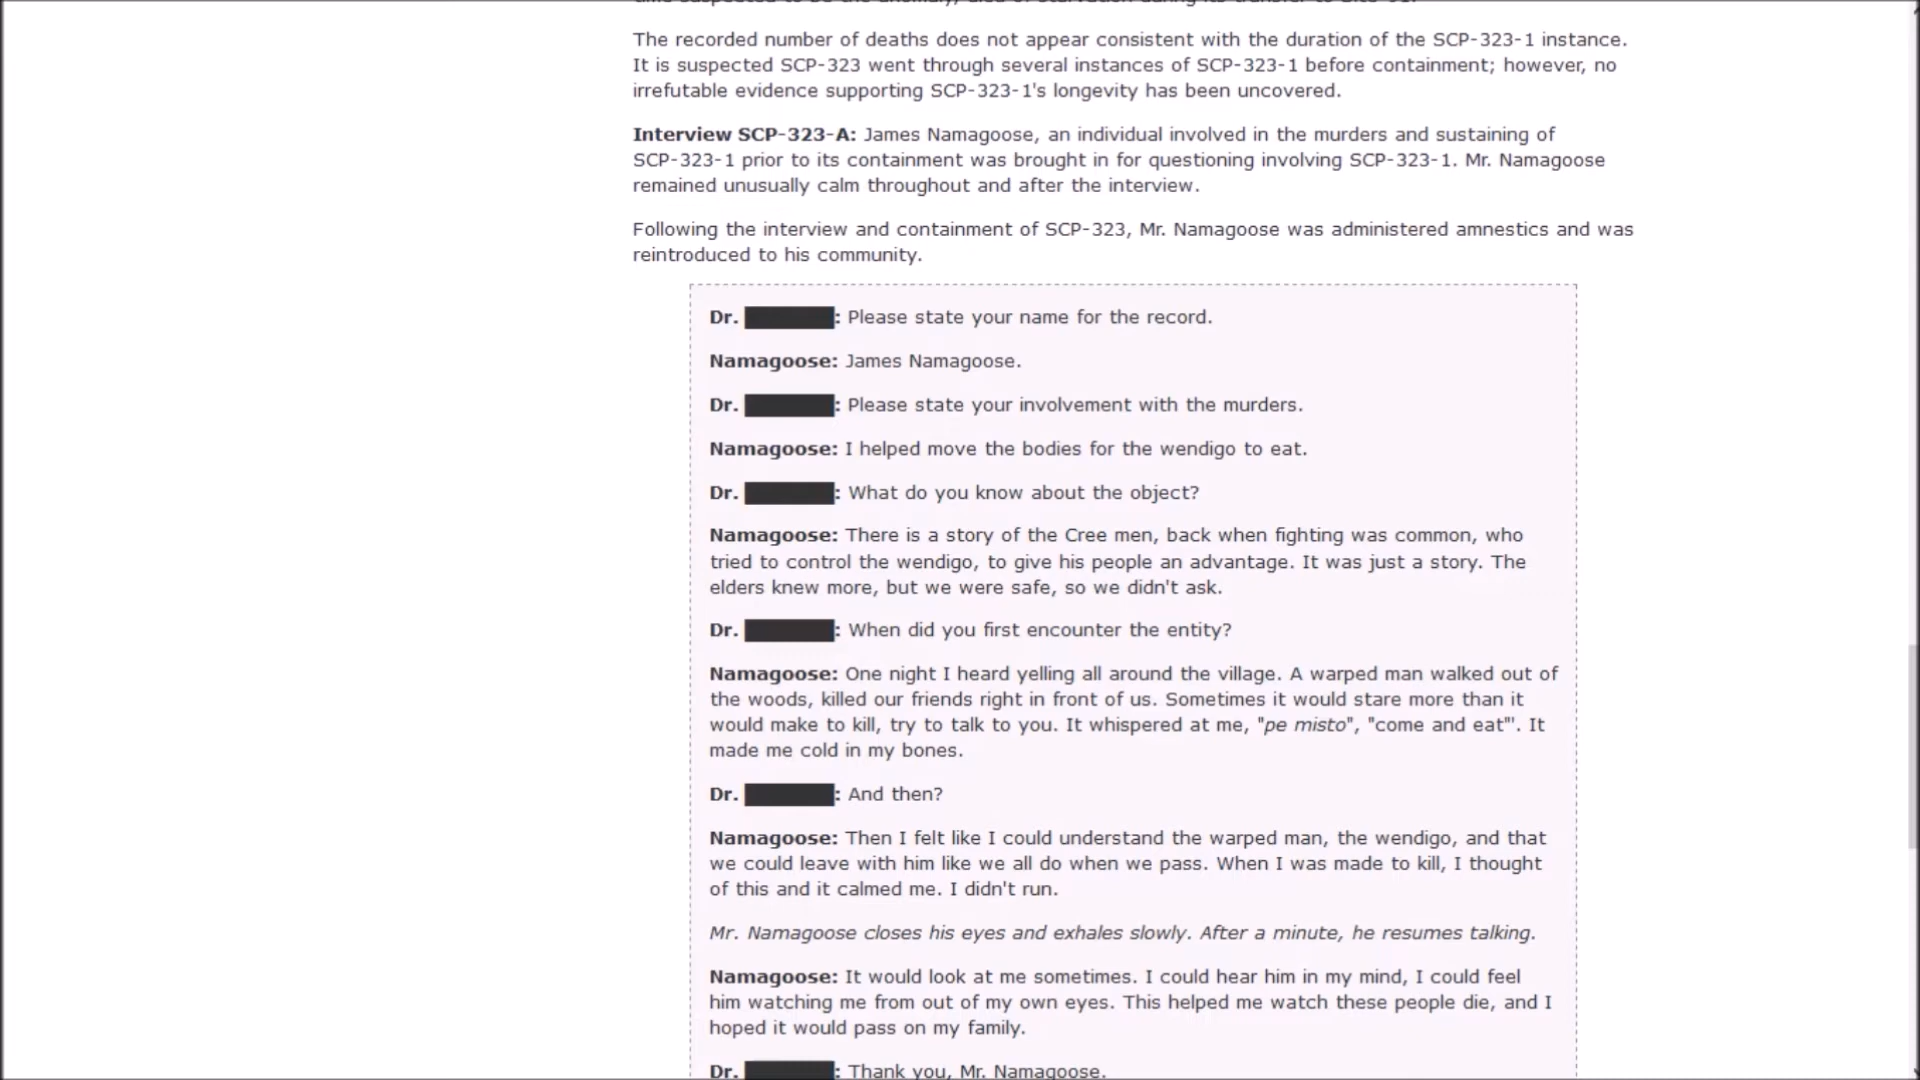 The recorded number of deaths does not appear consistent with the duration of the SCP-323-1 instance.
It is suspected SCP-323 went through several instances of SCP-323-1 before containment; however, no
irrefutable evidence supporting SCP-323-1's longevity has been uncovered.
Interview SCP-323-A: James Namagoose, an individual involved in the murders and sustaining of
SCP-323-1 prior to its containment was brought in for questioning involving SCP-323-1. Mr. Namagoose
remained unusually calm throughout and after the interview.
Following the interview and containment of SCP-323, Mr. Namagoose was administered amnestics and was
reintroduced to his community.
Dr. : Please state your name for the record.
Namagoose: James Namagoose.
Dr. : Please state your involvement with the murders.
Namagoose: I helped move the bodies for the wendigo to eat.
Dr. : What do you know about the object?
Namagoose: There is a story of the Cree men, back when fighting was common, who
tried to control the wendigo, to give his people an advantage. It was just a story. The
elders knew more, but we were safe, so we didn't ask.
Dr. : When did you first encounter the entity?
Namagoose: One night I heard yelling all around the village. A warped man walked out of
the woods, killed our friends right in front of us. Sometimes it would stare more than it
would make to kill, try to talk to you. It whispered at me, "pe misto", "come and eat"'. It
made me cold in my bones.
Dr. : And then?
Namagoose: Then I felt like I could understand the warped man, the wendigo, and that
we could leave with him like we all do when we pass. When I was made to kill, I thought
of this and it calmed me. I didn't run.
Mr. Namagoose closes his eyes and exhales slowly. After a minute, he resumes talking.
Namagoose: It would look at me sometimes. I could hear him in my mind, I could feel
him watching me from out of my own eyes. This helped me watch these people die, and I
hoped it would pass on my family.
Dr. : Thank you, Mr. Namagoose.